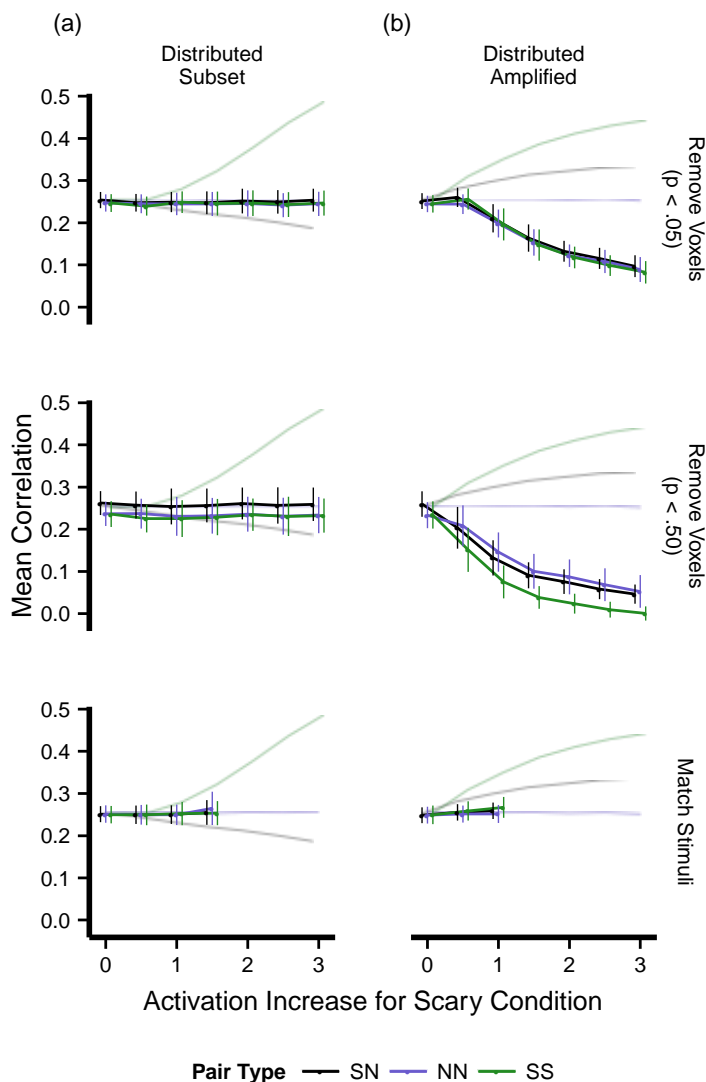 (a)
(b)
Distributed
Subset
Distributed
Amplified
0.5
0.4
0.3
0.2
0.1
0.0
Remove Voxels
(p < .05)
0.5
0.4
0.3
0.2
0.1
0.0
Remove Voxels
(p < .50)
0.5
0.4
0.3
0.2
0.1
0.0
Match Stimuli
Mean Correlation
0 1 2 3
0 1 2 3
Activation Increase for Scary Condition
Pair Type SN NN SS